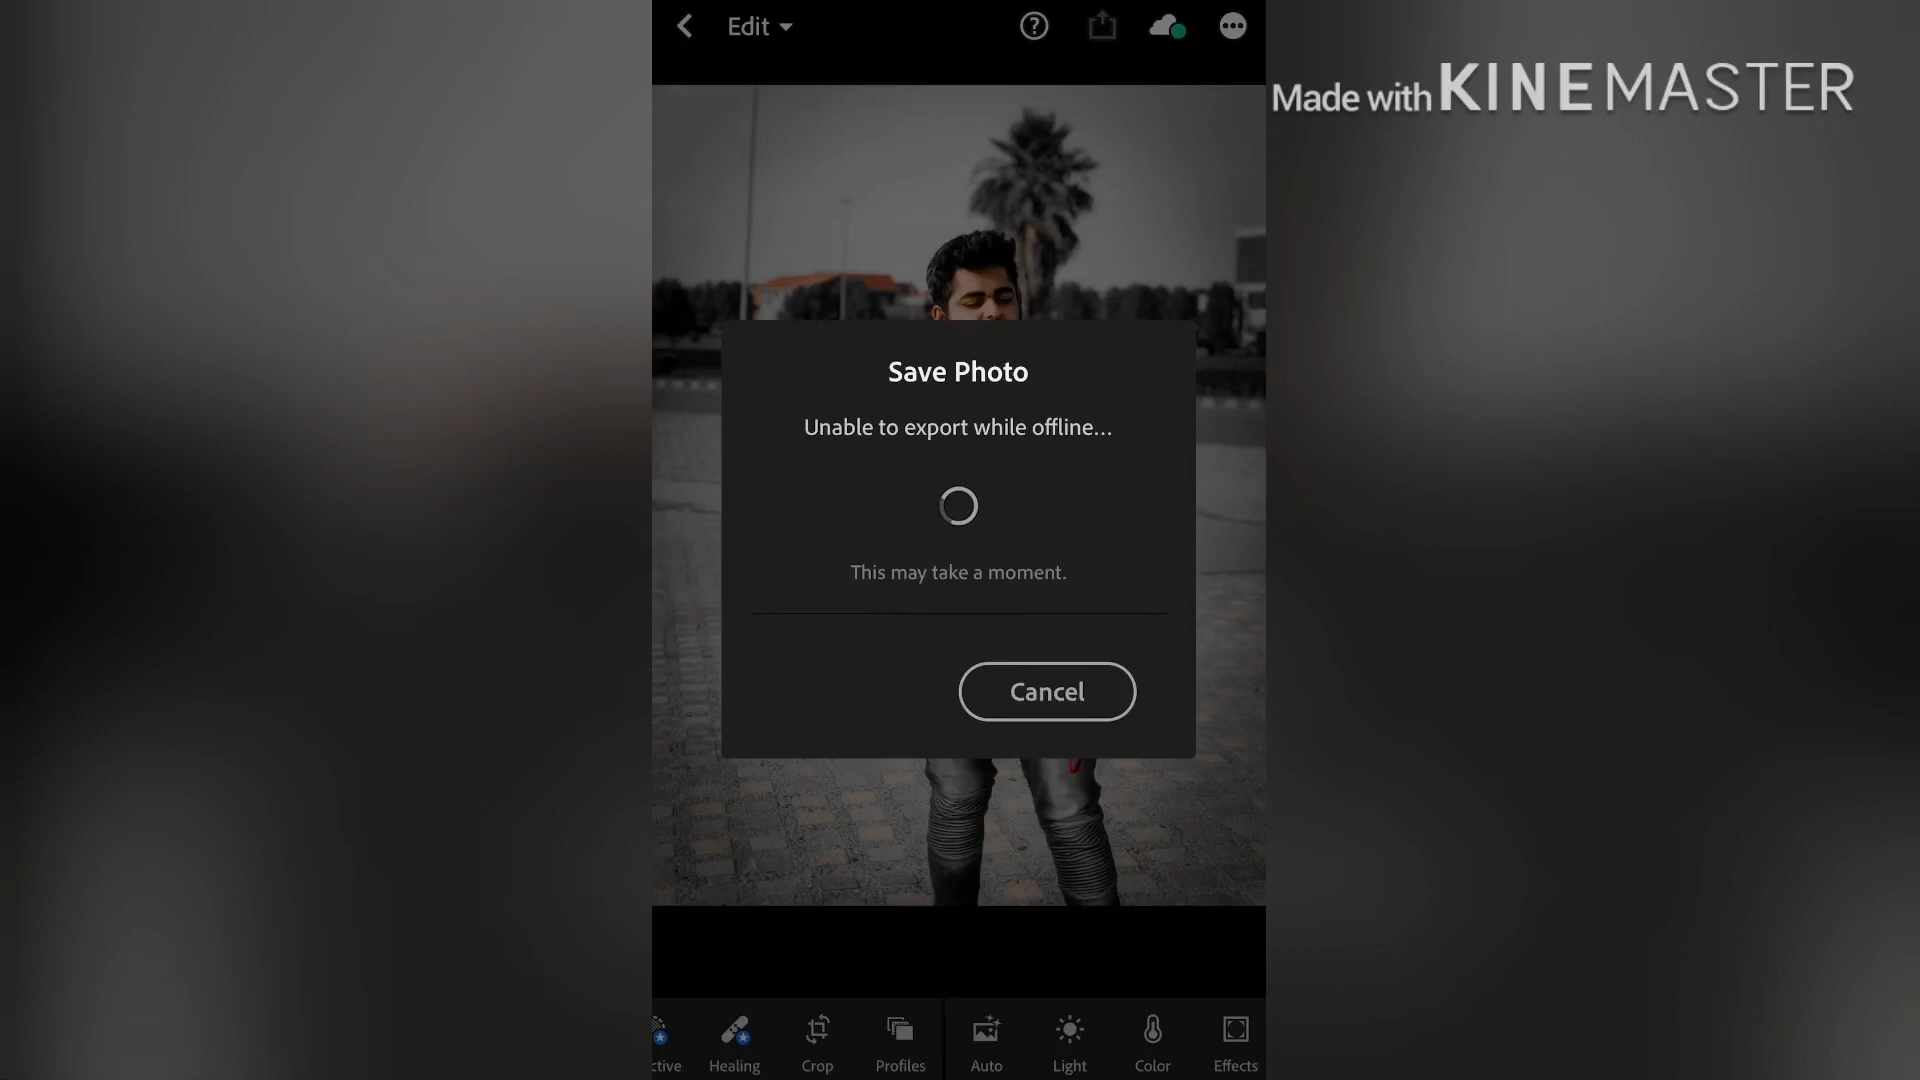 Edit
Made with KINEMASTER
Save Photo
Unable to export while offline...
This may take a moment.
Cancel
ctive Healing Crop Profiles Auto Light Color Effects